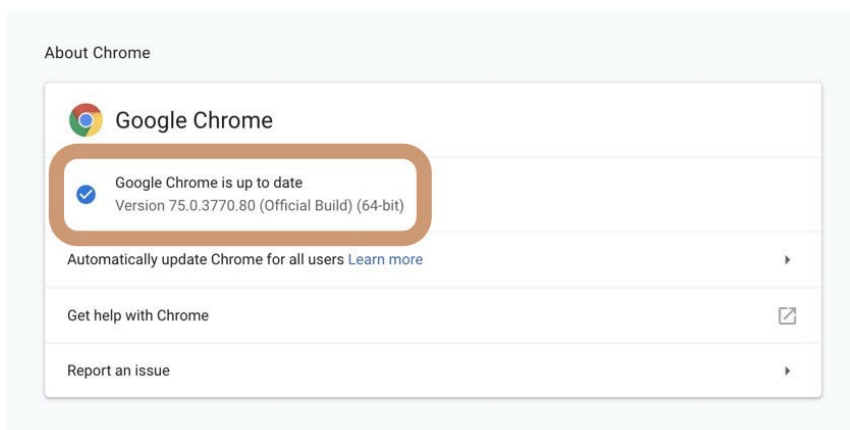 About Chrome
Google Chrome
Google Chrome is up to date
Version 75.0.3770.80 (Official Build) (64-bit)
Automatically update Chrome for all users Learn more
Get help with Chrome
Report an issue